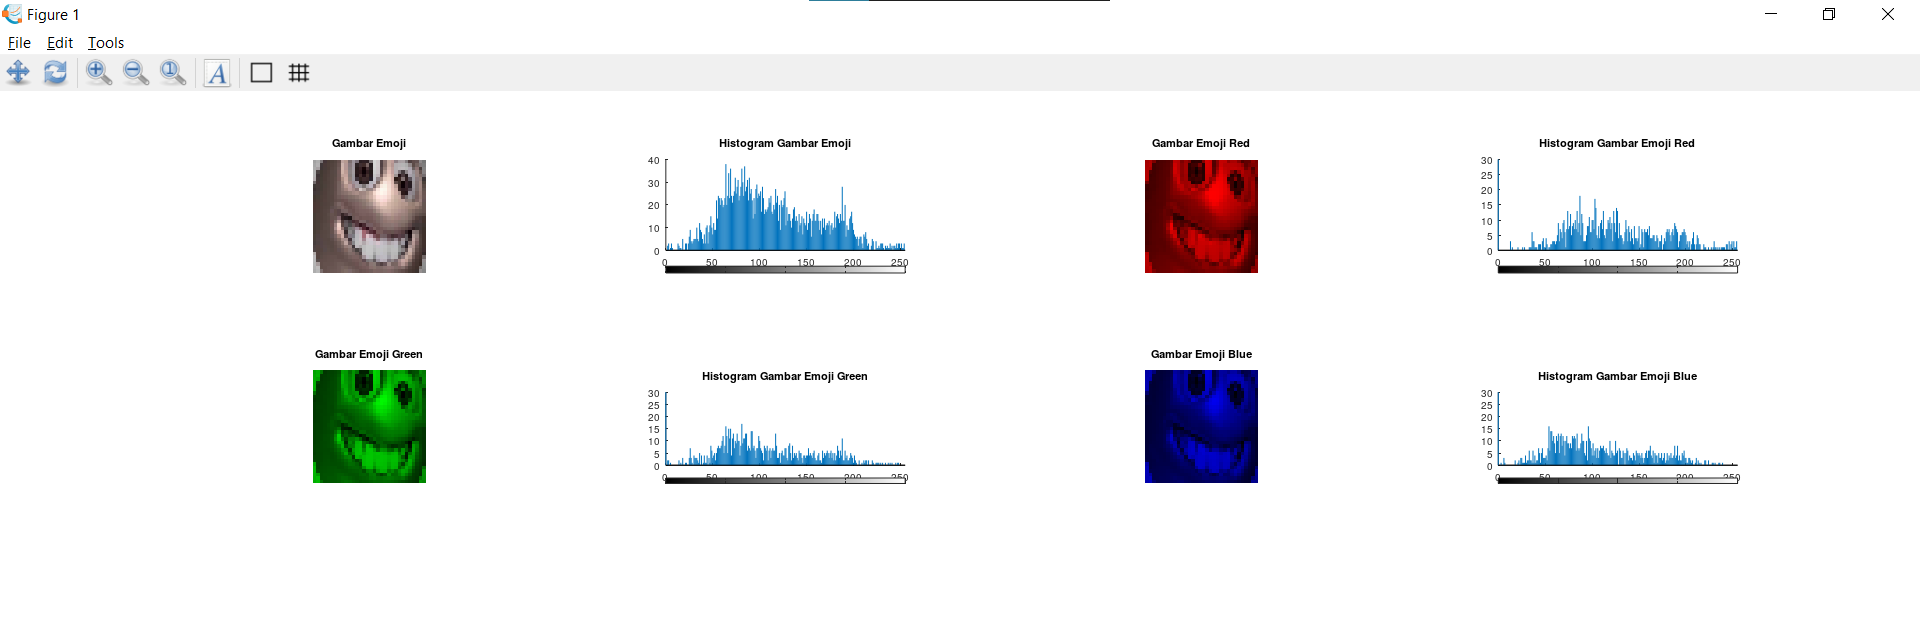 Figure 1
File Edit Tools
A
Gambar Emoji
Histogram Gambar Emoji
40
30
20
10
0
0 50 100 150 200 250
Gambar Emoji Red
Histogram Gambar Emoji Red
30
25
20
15
10
5
0
0 50 100 150 200 250
Gambar Emoji Green
Histogram Gambar Emoji Green
30
25
20
15
10
5
0
0 50 100 150 200 250
Gambar Emoji Blue
Histogram Gambar Emoji Blue
30
25
20
15
10
5
0
0 50 100 150 200 250